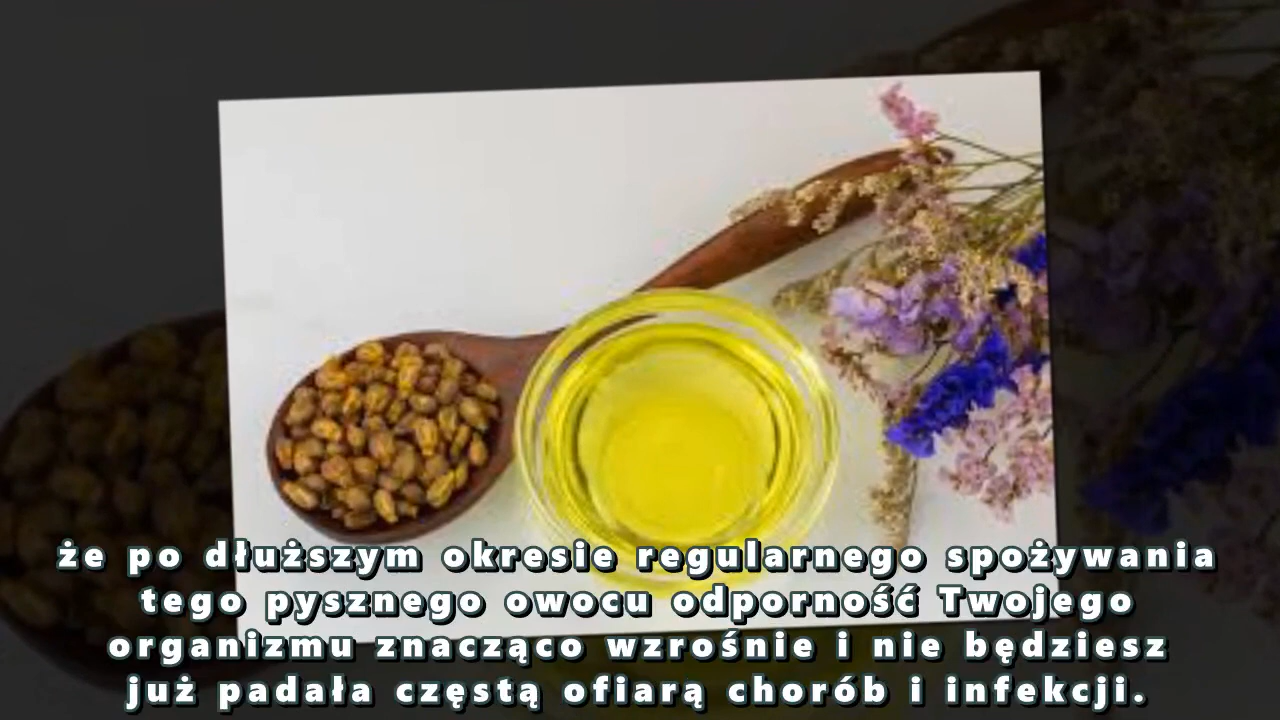 że po dłuższym okresie regularnego spożywania
tego pysznego owocu odporność Twojego
organizmu znacząco wzrośnie i nie będziesz
już padała częstą ofiarą chorób i infekcji.